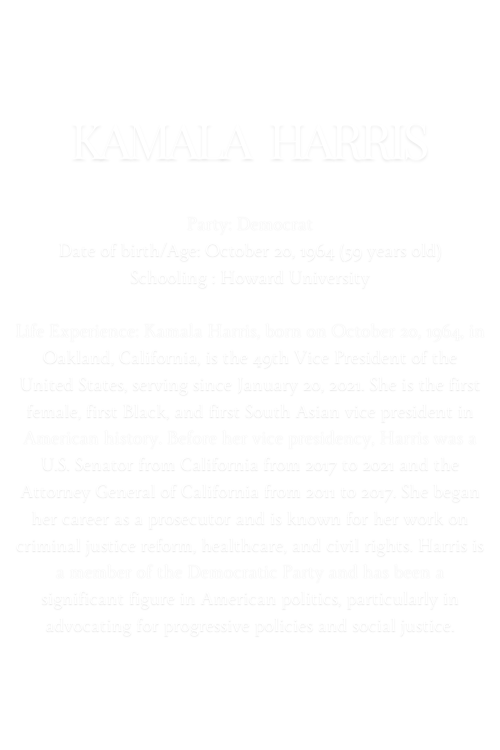 KAMALA HARRIS
Party: Democrat
Date of birth/Age: October 20, 1964 (59 years old)
Schooling : Howard University
Life Experience: Kamala Harris, born on October 20, 1964, in
Oakland, California, is the 49th Vice President of the
United States, serving since January 20, 2021. She is the first
female, first Black, and first South Asian vice president in
American history. Before her vice presidency, Harris was a
U.S. Senator from California from 2017 to 2021 and the
Attorney General of California from 2011 to 2017. She began
her career as a prosecutor and is known for her work on
criminal justice reform, healthcare, and civil rights. Harris is
a member of the Democratic Party and has been a
significant figure in American politics, particularly in
advocating for progressive policies and social justice.